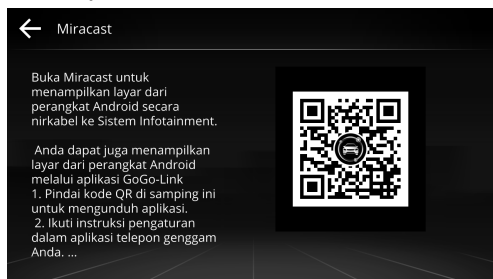 Miracast
Buka Miracast untuk
menampilkan layar dari
perangkat Android secara
nirkabel ke Sistem Infotainment.
Anda dapat juga menampilkan
layar dari perangkat Android
melalui aplikasi GoGo-Link
1. Pindai kode QR di samping ini
untuk mengunduh aplikasi.
2. Ikuti instruksi pengaturan
dalam aplikasi telepon genggam
Anda. ...